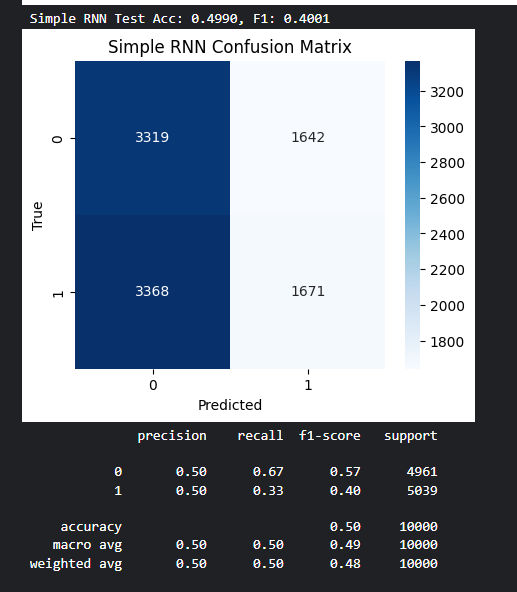 Simple RNN Test Acc: 0.4990, F1: 0.4001
Simple RNN Confusion Matrix
3319 1642
3368 1671
0
1
True
0 1
Predicted
3200
3000
2800
2600
2400
2200
2000
1800
precision recall f1-score support
0 0.50 0.67 0.57 4961
1 0.50 0.33 0.40 5039
accuracy 0.50 10000
macro avg 0.50 0.50 0.49 10000
weighted avg 0.50 0.50 0.48 10000